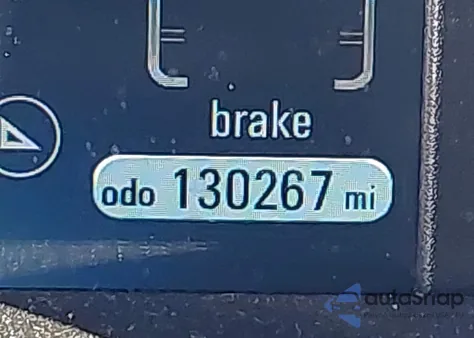 brake
odo 130267 mi
autoSnap